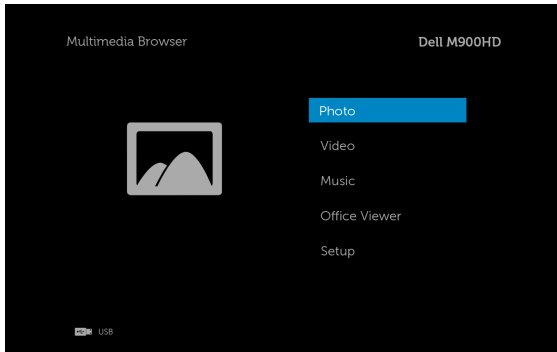 Multimedia Browser
Dell M900HD
Photo
Video
Music
Office Viewer
Setup
USB